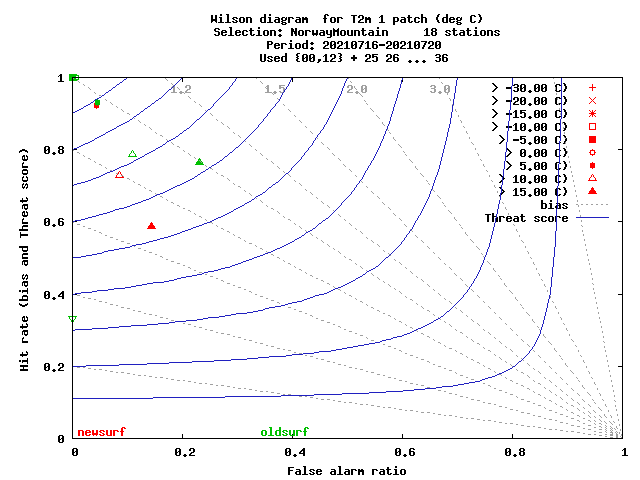 Wilson diagram  for T2m 1 patch (deg C)
Selection: NorwayMountain     18 stations
Period: 20210716-20210720
Used {00,12} + 25 26 ... 36
1.2
1.5
2.0
3.0
> -30.00 C)
> -20.00 C)
> -15.00 C)
> -10.00 C)
> -5.00 C)
> 0.00 C)
> 5.00 C)
> 10.00 C)
> 15.00 C)
bias
Threat score
Hit rate (bias and Threat score)
1
0.8
0.6
0.4
0.2
0
newsurf
oldsurf
0
0.2
0.4
0.6
0.8
1
False alarm ratio